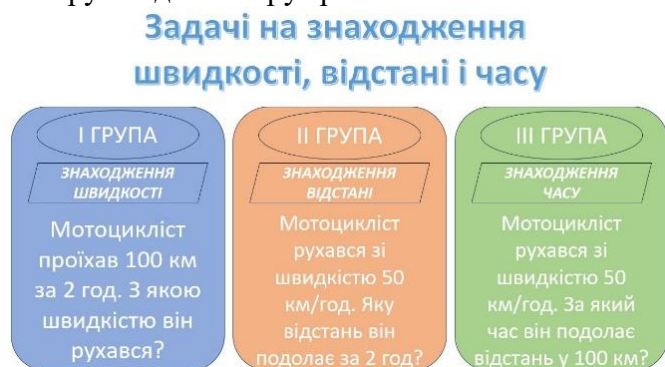 Задачі на знаходження
швидкості, відстані і часу
І ГРУПА
ЗНАХОДЖЕННЯ
ШВИДКОСТІ
Мотоцикліст
проїхав 100 км
за 2 год. З якою
швидкістю він
рухався?
ІІ ГРУПА
ЗНАХОДЖЕННЯ
ВІДСТАНІ
Мотоцикліст
рухався зі
швидкістю 50
км/год. Яку
відстань він
подолає за 2 год?
ІІІ ГРУПА
ЗНАХОДЖЕННЯ
ЧАСУ
Мотоцикліст
рухався зі
швидкістю 50
км/год. За який
час він подолає
відстань у 100 км?